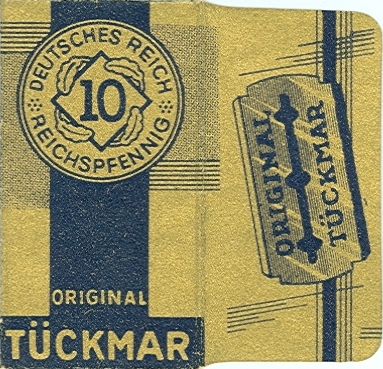 DEUTSCHES REICH
10
REICHSPFENNIG
ORIGINAL
TÜCKMAR
ORIGINAL
TÜCKMAR